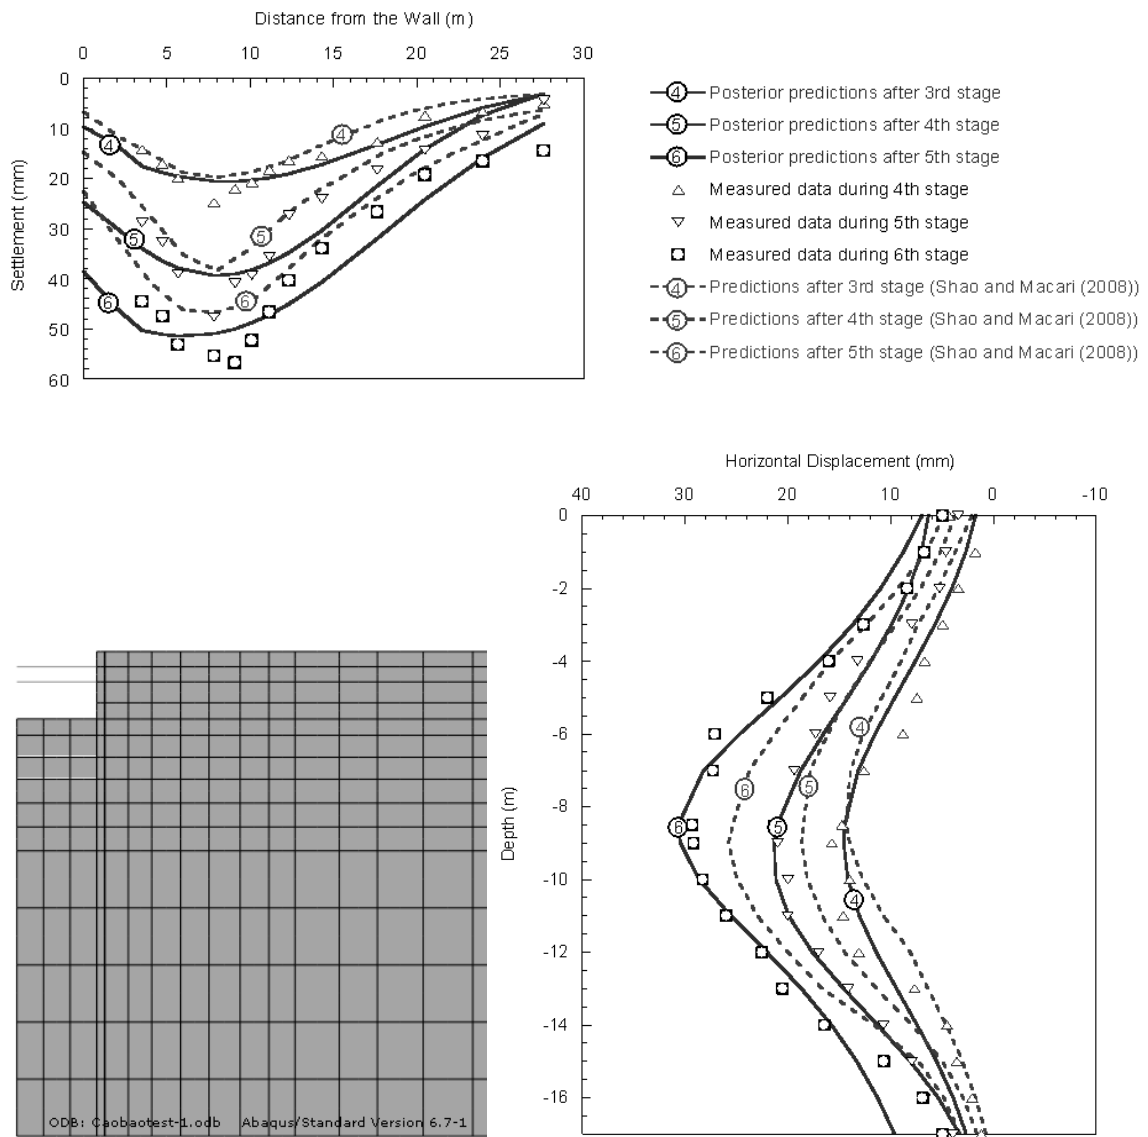 Distance from the Wall (m)
0 5 10 15 20 25 30
0
10
20
30
40
50
60
Settlement (mm)
4
4
5
5
6
6
4 Posterior predictions after 3rd stage
5 Posterior predictions after 4th stage
6 Posterior predictions after 5th stage
Measured data during 4th stage
Measured data during 5th stage
Measured data during 6th stage
4 Predictions after 3rd stage (Shao and Macari (2008))
5 Predictions after 4th stage (Shao and Macari (2008))
6 Predictions after 5th stage (Shao and Macari (2008))
Horizontal Displacement (mm)
40 30 20 10 0 -10
0
-2
-4
-6
-8
-10
-12
-14
-16
Depth (m)
4
6
5
6
5
4
ODB: Caobaotest-1.odb Abaqus/Standard Version 6.7-1